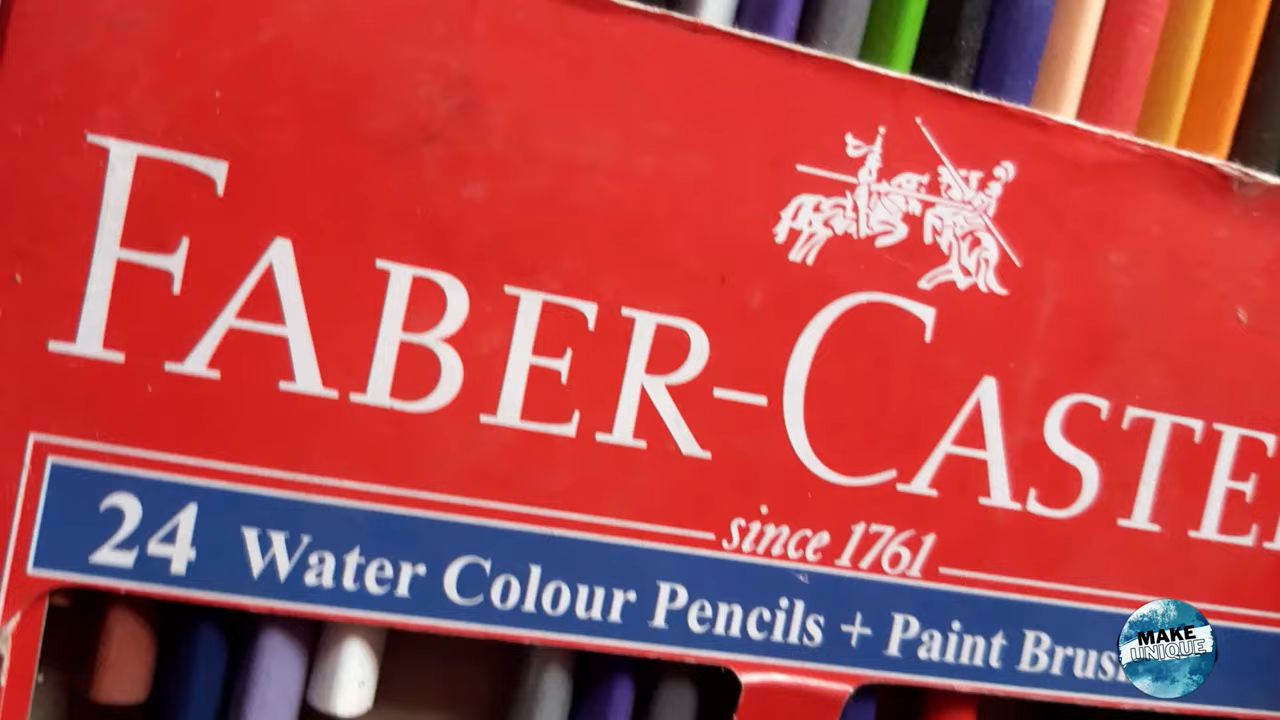 FABER-CASTE
since 1761
24 Water Colour Pencils + Paint Brus
MAKE
UNIQUE